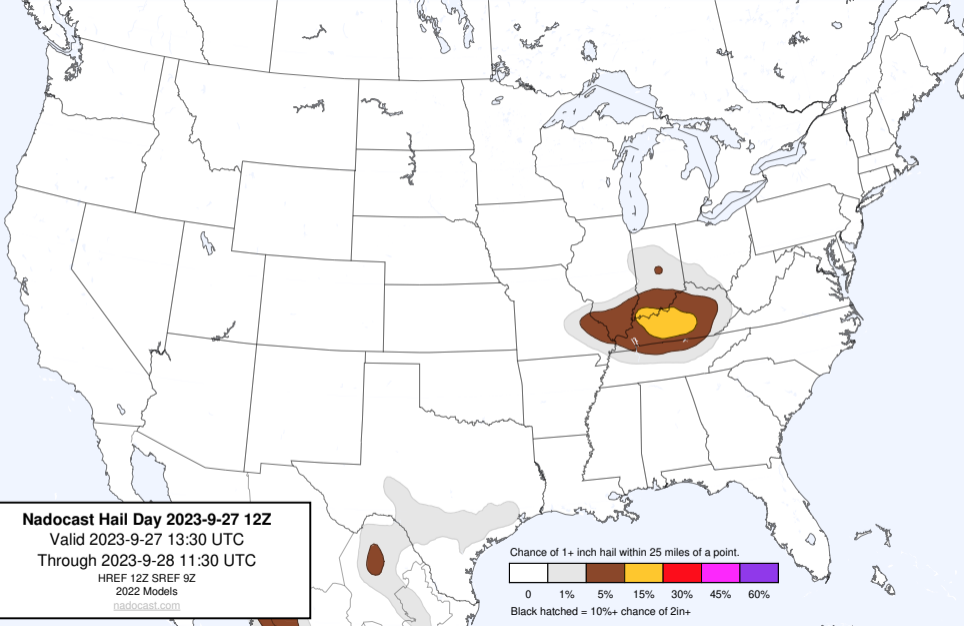 Nadocast Hail Day 2023-9-27 12Z
Valid 2023-9-27 13:30 UTC
Through 2023-9-28 11:30 UTC
HREF 12Z SREF 9Z
2022 Models
nadocast.com
Chance of 1+ inch hail within 25 miles of a point.
0 1% 5% 15% 30% 45% 60%
Black hatched = 10%+ chance of 2in+